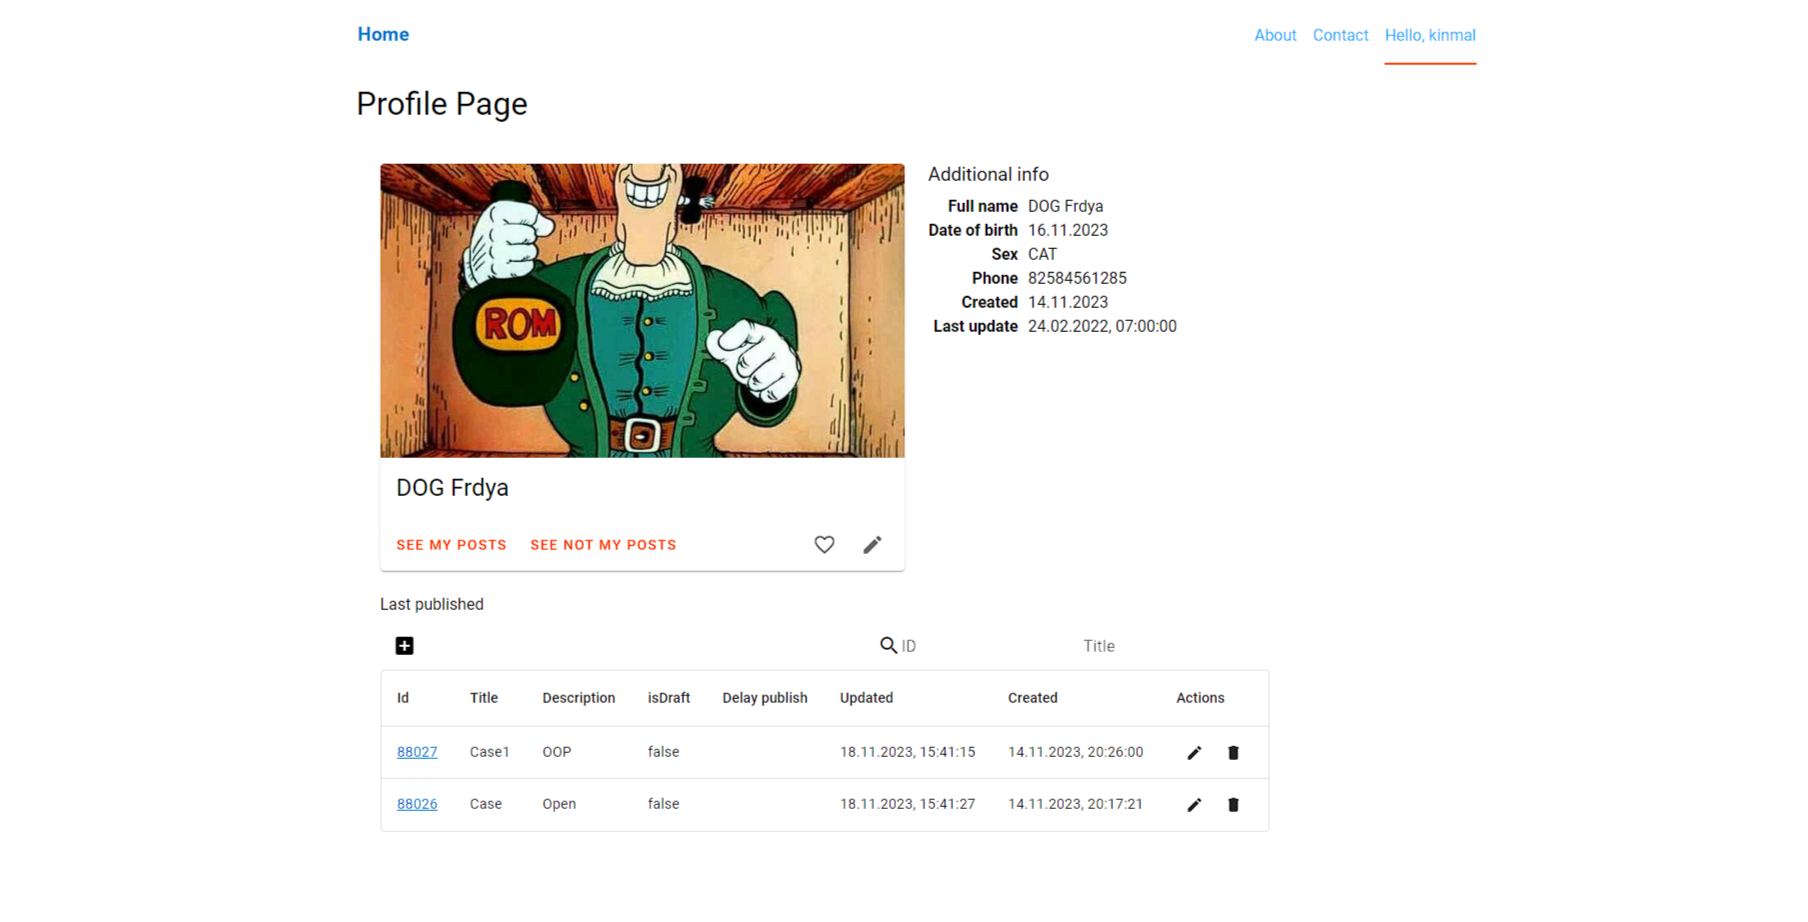 Home
About Contact Hello, kinmal
Profile Page
ROM
Additional info
Full name DOG Frdya
Date of birth 16.11.2023
Sex CAT
Phone 82584561285
Created 14.11.2023
Last update 24.02.2022, 07:00:00
DOG Frdya
SEE MY POSTS SEE NOT MY POSTS
Last published
ID Title
Id Title Description isDraft Delay publish Updated Created Actions
88027 Case1 OOP false 18.11.2023, 15:41:15 14.11.2023, 20:26:00
88026 Case Open false 18.11.2023, 15:41:27 14.11.2023, 20:17:21